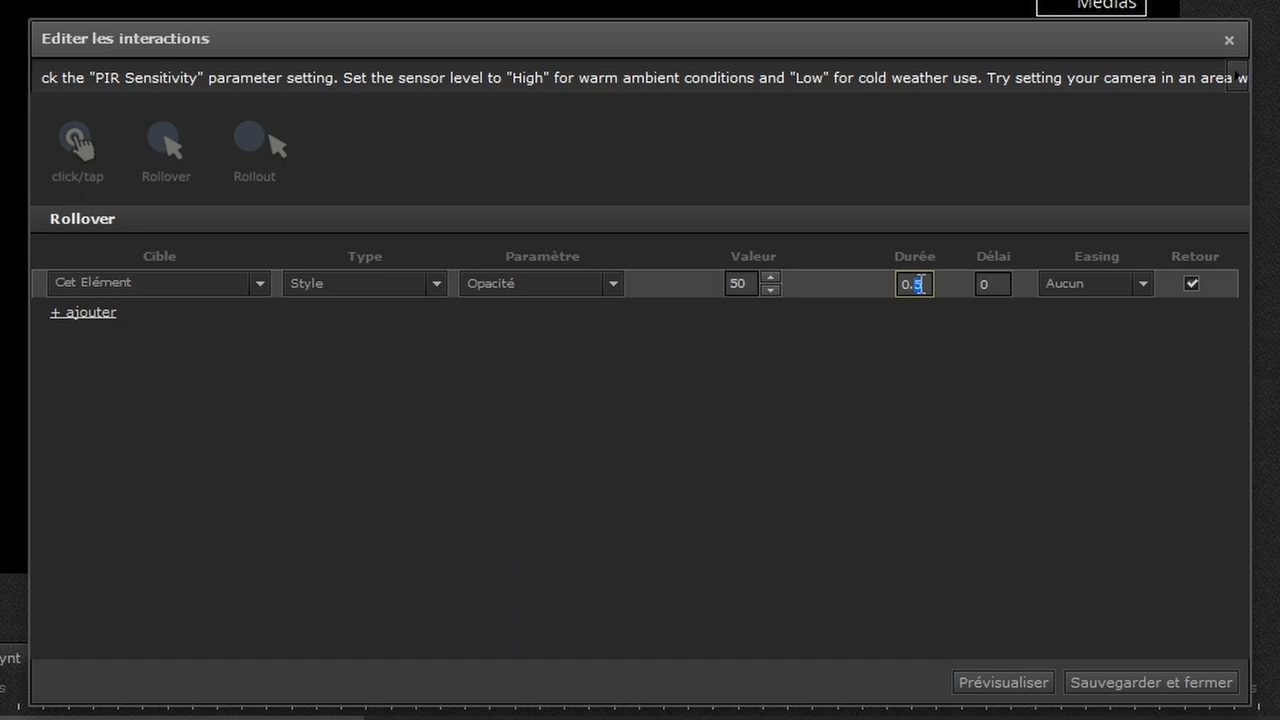 Médias
Editer les interactions
ck the "PIR Sensitivity" parameter setting. Set the sensor level to "High" for warm ambient conditions and "Low" for cold weather use. Try setting your camera in an area w
click/tap Rollover Rollout
Rollover
Cible Type Paramètre Valeur Durée Délai Easing Retour
Cet Elément Style Opacité 50 0.5 0 Aucun
+ ajouter
ynt
Prévisualiser Sauvegarder et fermer
s s